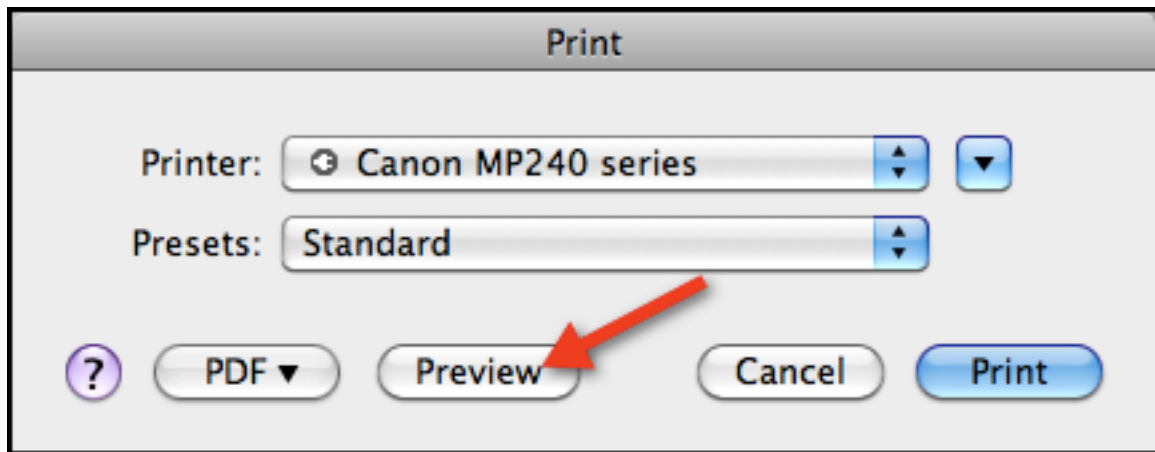 Print
Printer: Canon MP240 series
Presets: Standard
? PDF Preview Cancel Print